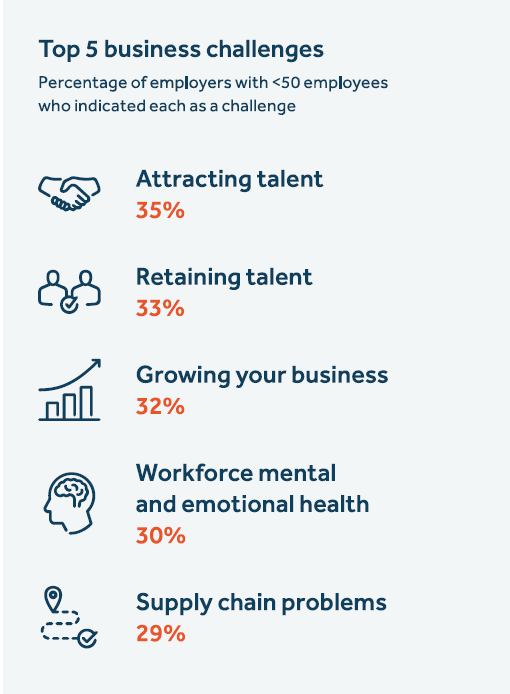 Top 5 business challenges
Percentage of employers with <50 employees
who indicated each as a challenge
Attracting talent
35%
Retaining talent
33%
Growing your business
32%
Workforce mental
and emotional health
30%
Supply chain problems
29%